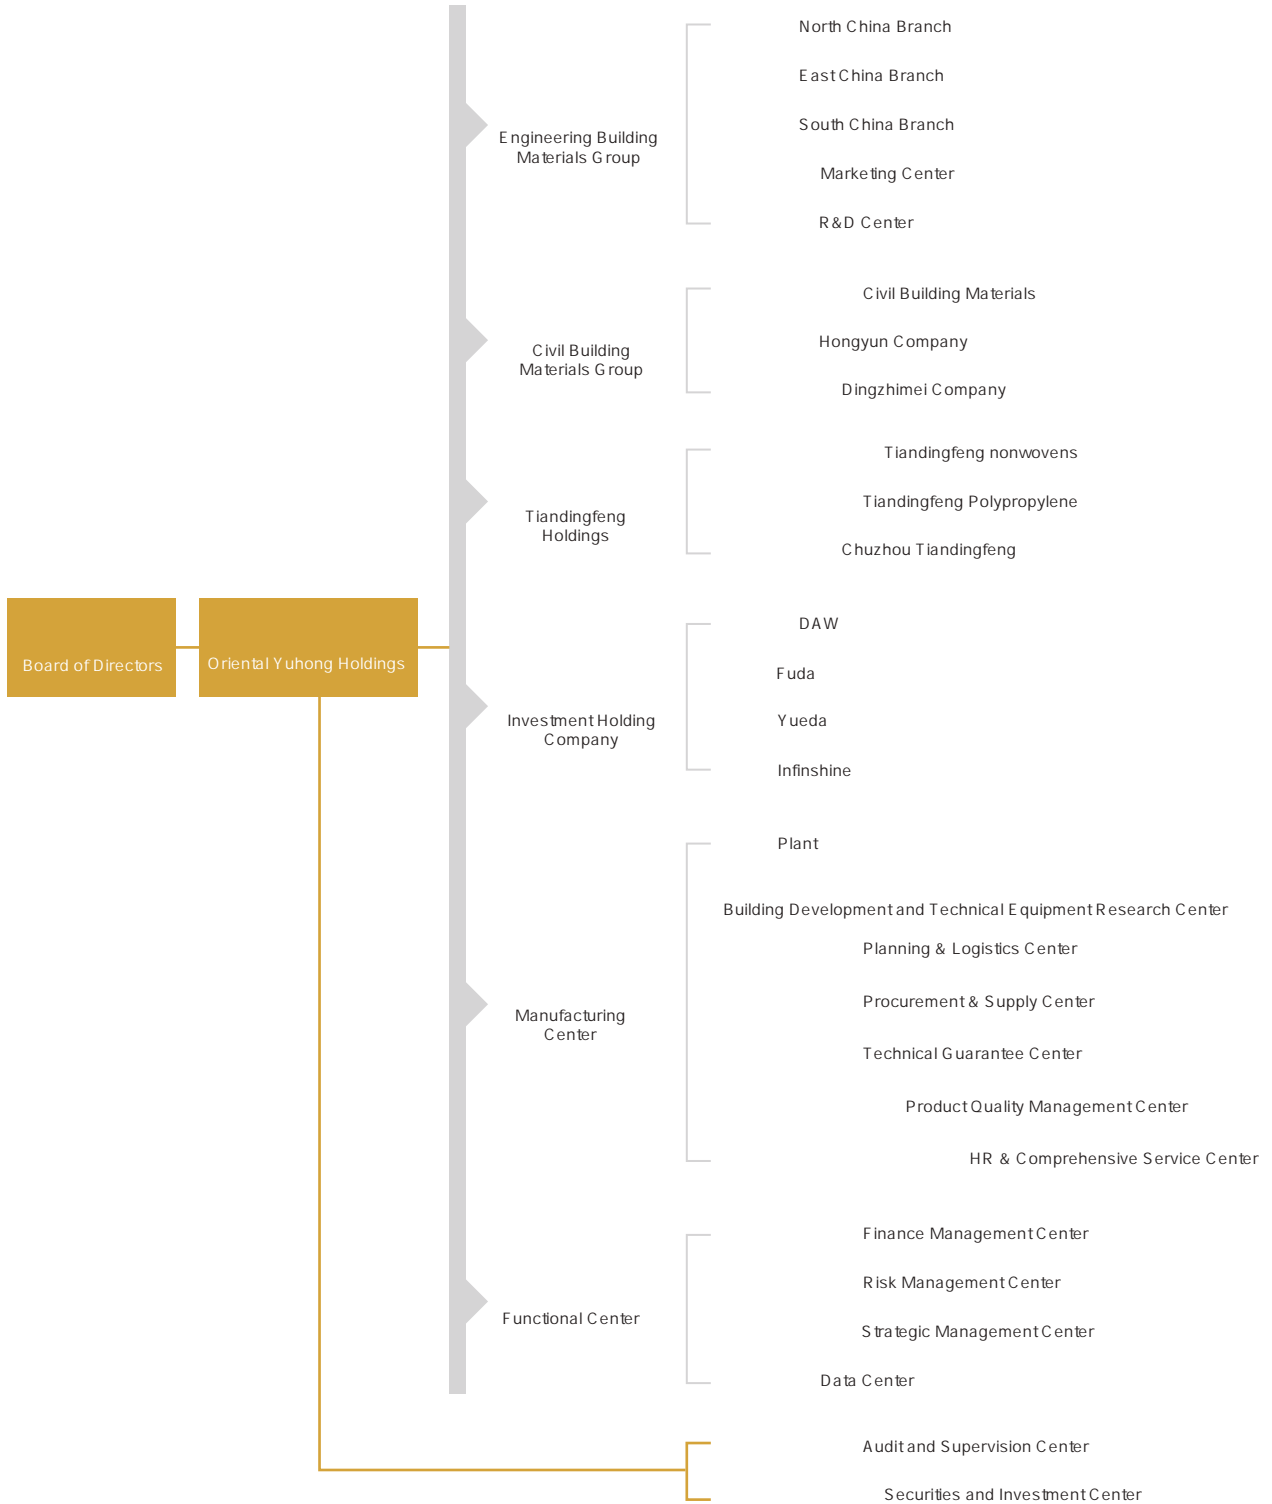 Board of Directors
Oriental Yuhong Holdings
Engineering Building
Materials Group
North China Branch
East China Branch
South China Branch
Marketing Center
R&D Center
Civil Building
Materials Group
Civil Building Materials
Hongyun Company
Dingzhimei Company
Tiandingfeng
Holdings
Tiandingfeng nonwovens
Tiandingfeng Polypropylene
Chuzhou Tiandingfeng
Investment Holding
Company
DAW
Fuda
Yueda
Infinshine
Manufacturing
Center
Plant
Building Development and Technical Equipment Research Center
Planning & Logistics Center
Procurement & Supply Center
Technical Guarantee Center
Product Quality Management Center
HR & Comprehensive Service Center
Functional Center
Finance Management Center
Risk Management Center
Strategic Management Center
Data Center
Audit and Supervision Center
Securities and Investment Center